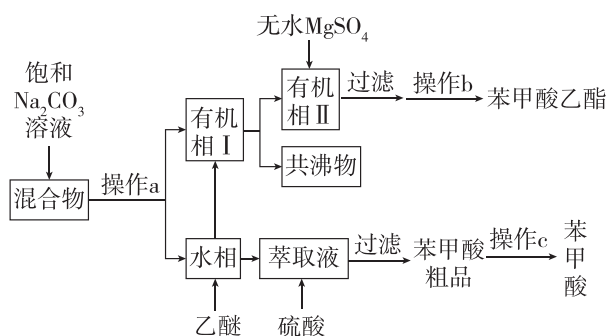 无水MgSO₄
饱和
Na₂CO₃
溶液
有机
相Ⅰ
有机
相Ⅱ
过滤
操作b
苯甲酸乙酯
混合物
操作a
共沸物
水相
萃取液
过滤
苯甲酸
粗品
操作c
苯
甲
酸
乙醚
硫酸